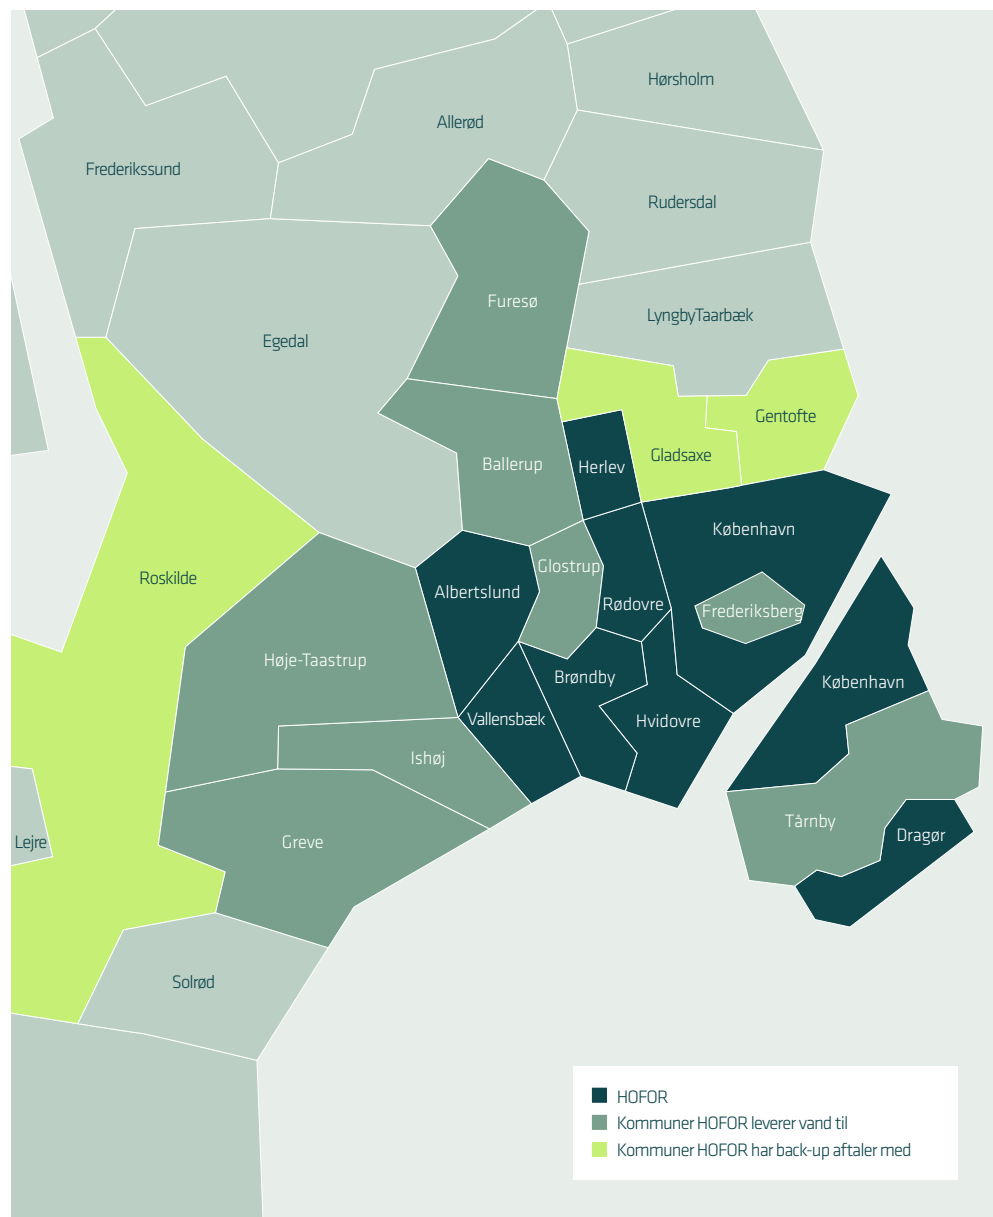 Hørsholm
Allerød
Frederikssund
Rudersdal
Furesø
LyngbyTaarbæk
Egedal
Gentofte
Gladsaxe
Ballerup
Herlev
København
Glostrup
Roskilde
Albertslund
Rødovre
Frederiksberg
Høje-Taastrup
Brøndby
København
Vallensbæk
Hvidovre
Ishøj
Tårnby
Dragør
Lejre
Greve
Solrød
HOFOR
Kommuner HOFOR leverer vand til
Kommuner HOFOR har back-up aftaler med